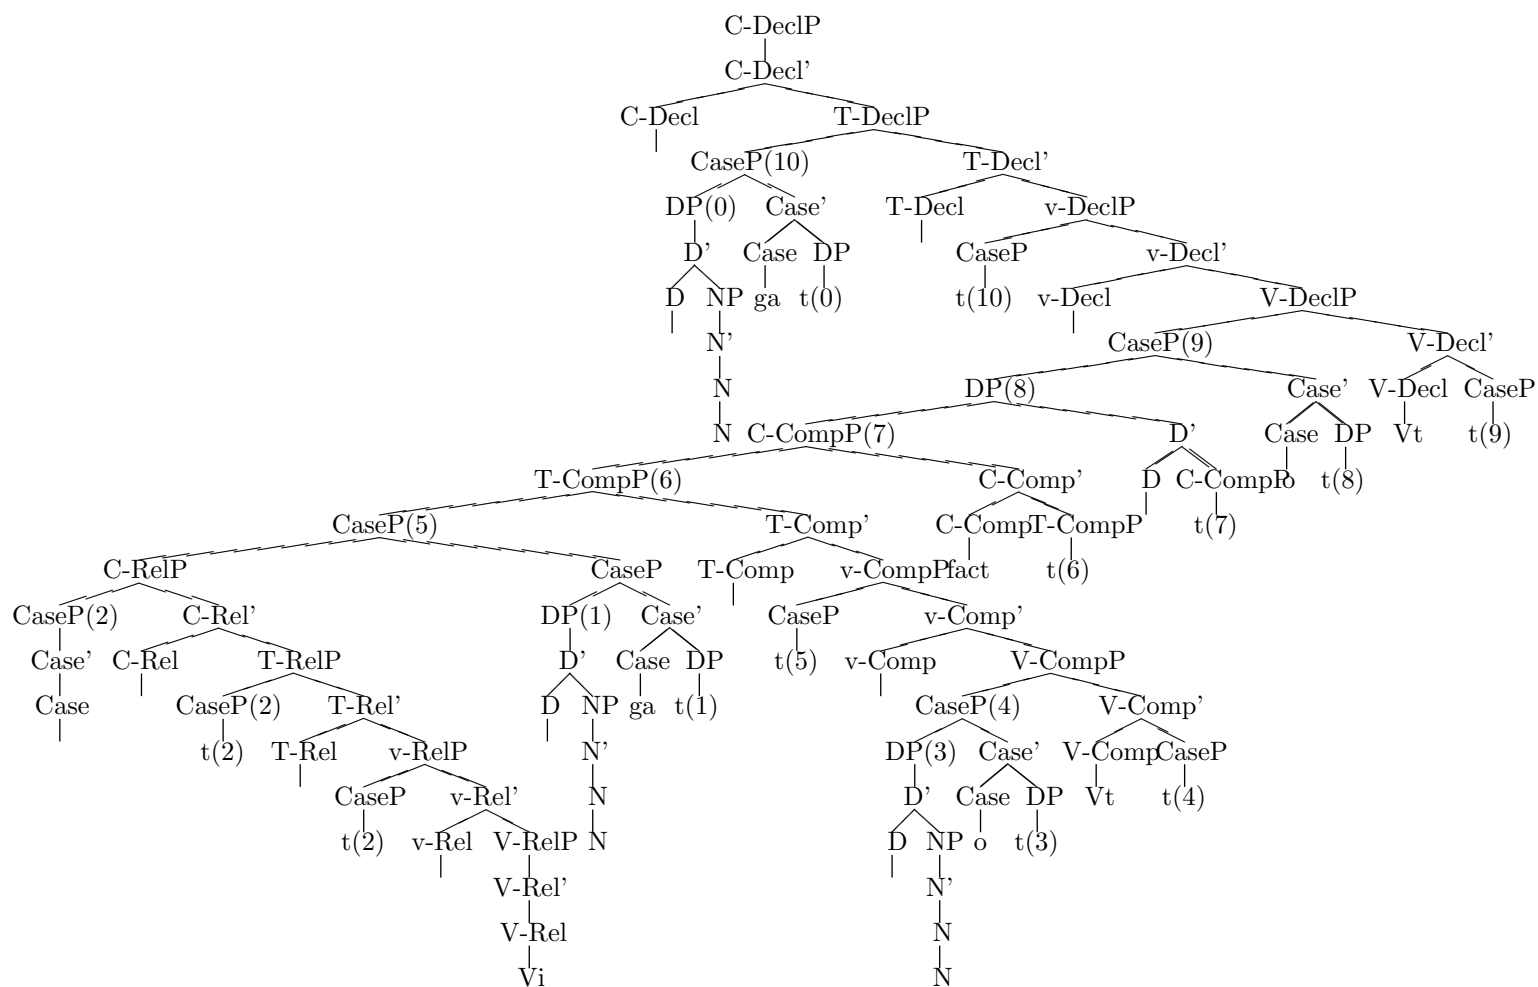 C-DeclP
C-Decl'
C-Decl T-DeclP
CaseP(10) T-Decl'
DP(0) Case' T-Decl v-DeclP
D' Case DP CaseP v-Decl'
D NP ga t(0) t(10) v-Decl V-DeclP
N' CaseP(9) V-Decl'
N DP(8) Case' V-Decl CaseP
N C-CompP(7) D' Case DP Vt t(9)
T-CompP(6) C-Comp' D C-CompP o t(8)
CaseP(5) T-Comp' C-Comp T-CompP t(7)
C-RelP CaseP T-Comp v-CompP fact t(6)
CaseP(2) C-Rel' DP(1) Case' CaseP v-Comp'
Case' C-Rel T-RelP D' Case DP t(5) v-Comp V-CompP
Case CaseP(2) T-Rel' D NP ga t(1) CaseP(4) V-Comp'
t(2) T-Rel v-RelP N' DP(3) Case' V-Comp CaseP
CaseP v-Rel' N D' Case DP Vt t(4)
t(2) v-Rel V-RelP N D NP o t(3)
V-Rel' N'
V-Rel N
Vi N